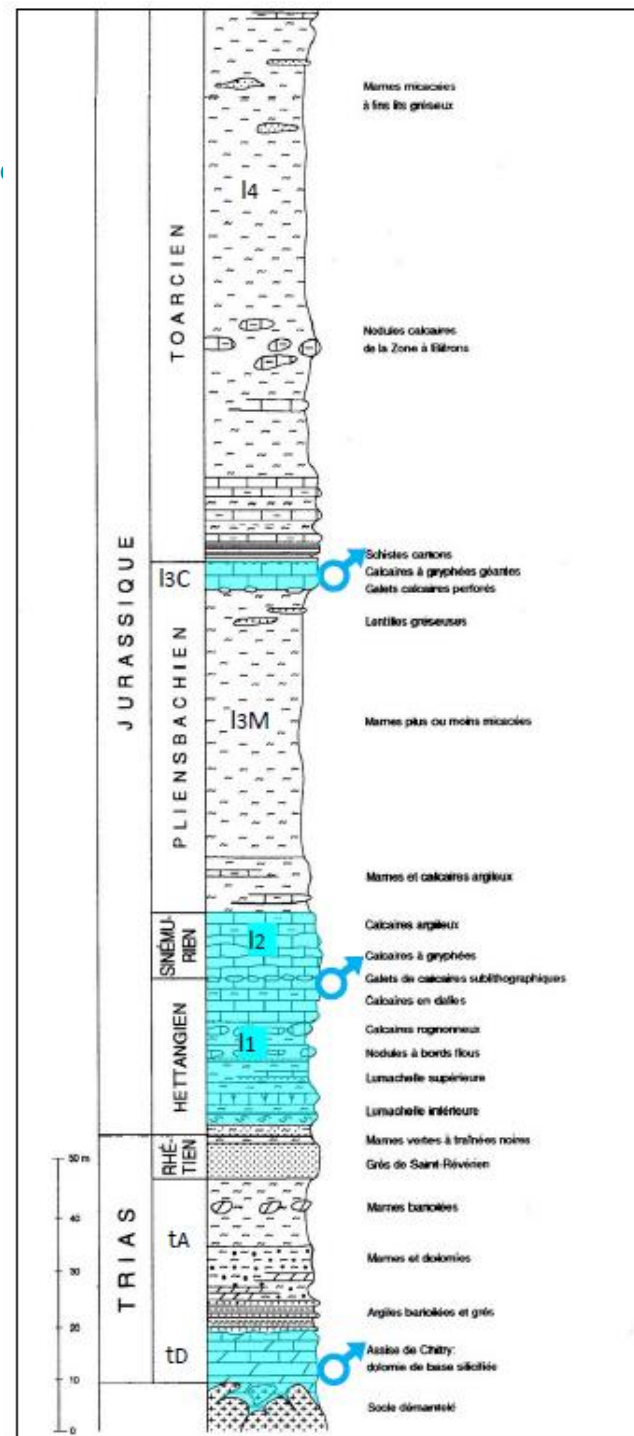 Marnes micacées
à fins lits gréseux
l4
TOARCIEN
Nodules calcaires
de la Zone à Bifrons
JURASSIQUE
Schistes cartons
l3C
Calcaires à gryphées géantes
Galets calcaires perforés
Lentilles gréseuses
PLIENSBACHIEN
l3M
Marnes plus ou moins micacées
Marnes et calcaires argileux
SINÉMU-
RIEN
l2
Calcaires argileux
Calcaires à gryphées
Galets de calcaires sublithographiques
Calcaires en dalles
HETTANGIEN
l1
Calcaires rognonneux
Nodules à bords flous
Lumachelle supérieure
Lumachelle inférieure
RHÉ-
TIEN
Marnes vertes à traînées noires
Grès de Saint-Révérien
50 m
TRIAS
Marnes bariolées
tA
40
Marnes et dolomies
30
Argiles bariolées et grès
20
tD
Assise de Chitry:
dolomie de base silicifiée
10
Socle démantelé
0